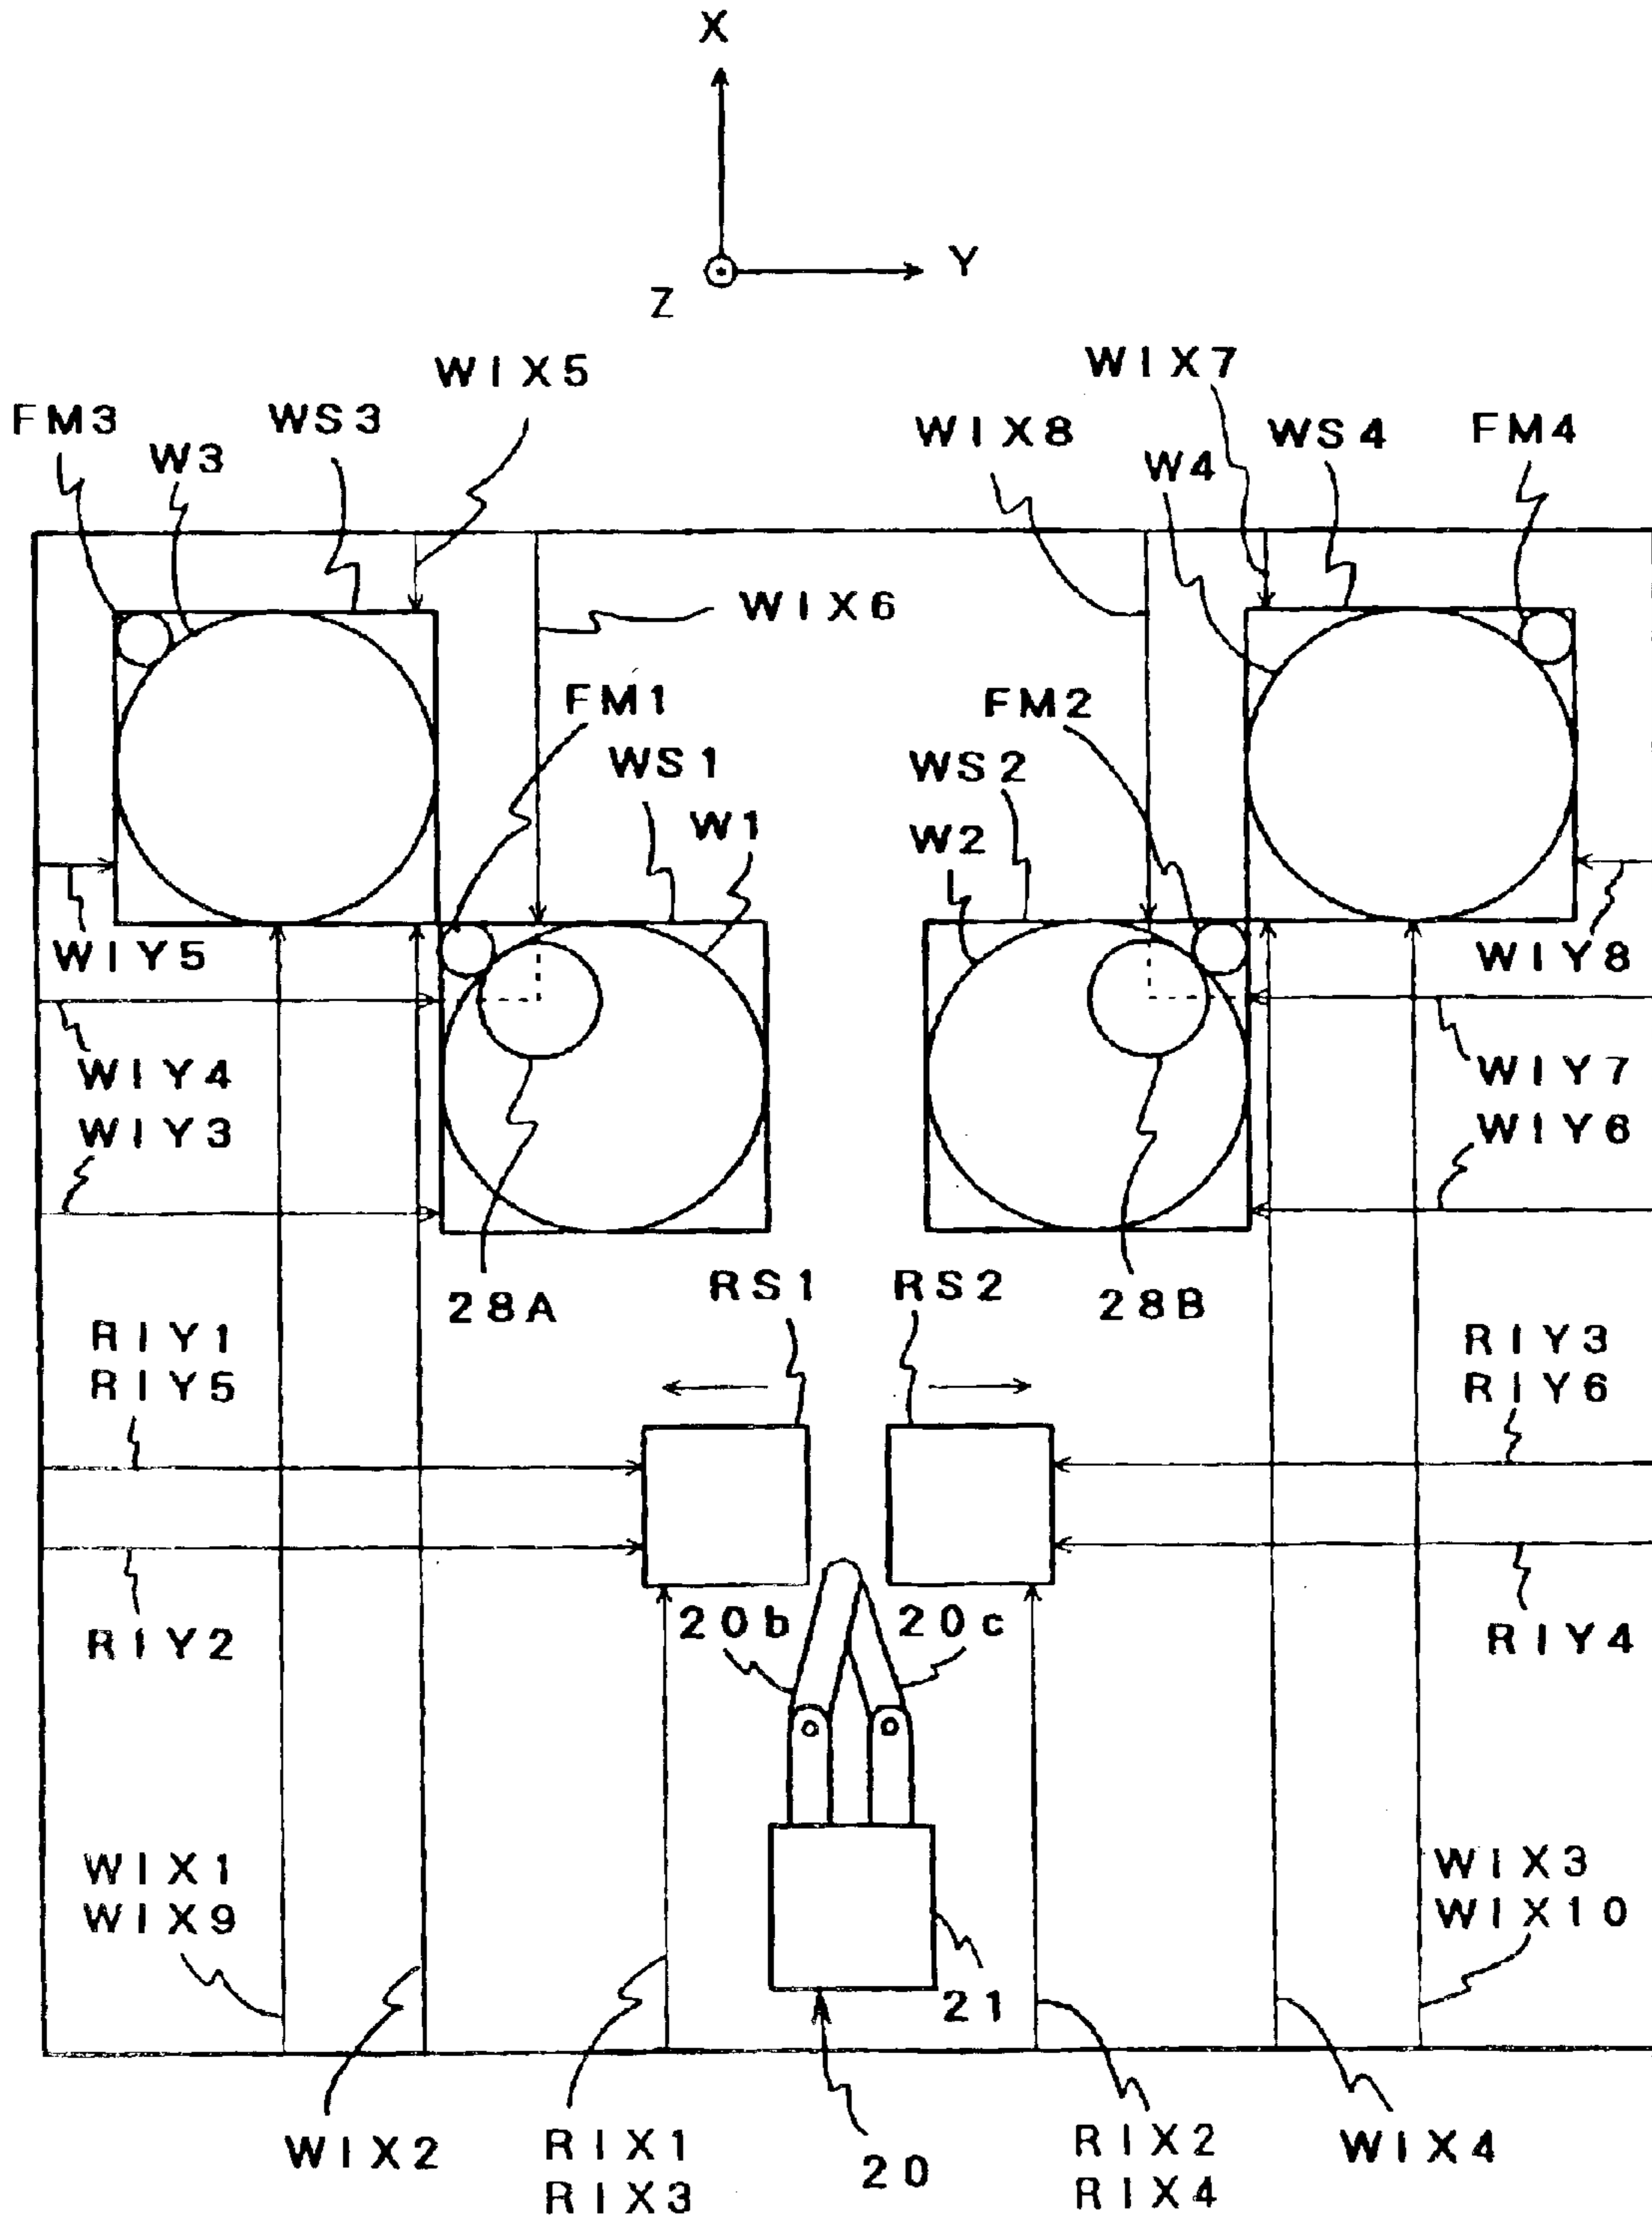 X
Y
Z
WIX5
WIX7
FM3
WS3
WIX8
WS4
FM4
W3
W4
WIX6
FM1
FM2
WS1
WS2
W1
W2
WIY5
WIY8
WIY4
WIY7
WIY3
WIY6
RS1
RS2
28A
28B
RIY1
RIY3
RIY5
RIY6
20b
20c
RIY2
RIY4
WIX1
WIX3
WIX9
WIX10
21
WIX2
RIX1
RIX2
WIX4
RIX3
20
RIX4